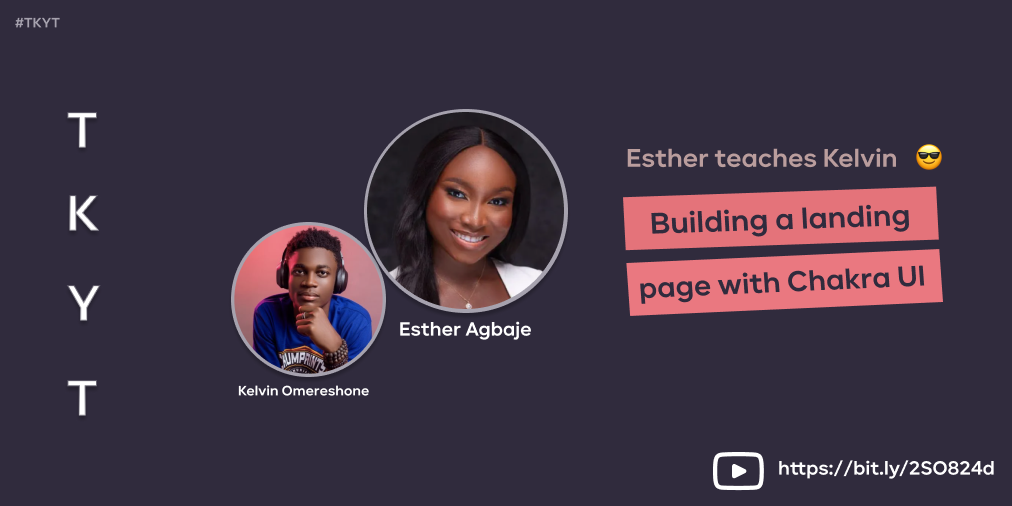 #TKYT
T
K
Y
T
Esther teaches Kelvin 😎
Building a landing
page with Chakra UI
Esther Agbaje
Kelvin Omereshone
https://bit.ly/2SO824d